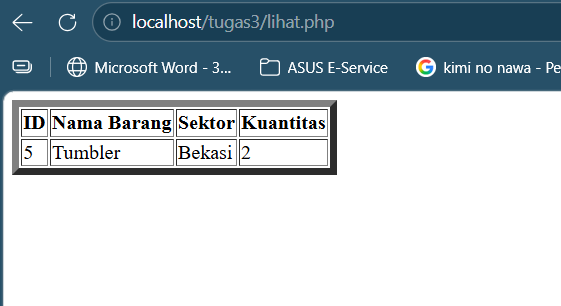 localhost/tugas3/lihat.php
Microsoft Word - 3... ASUS E-Service kimi no nawa - Pe
ID Nama Barang Sektor Kuantitas
5 Tumbler Bekasi 2